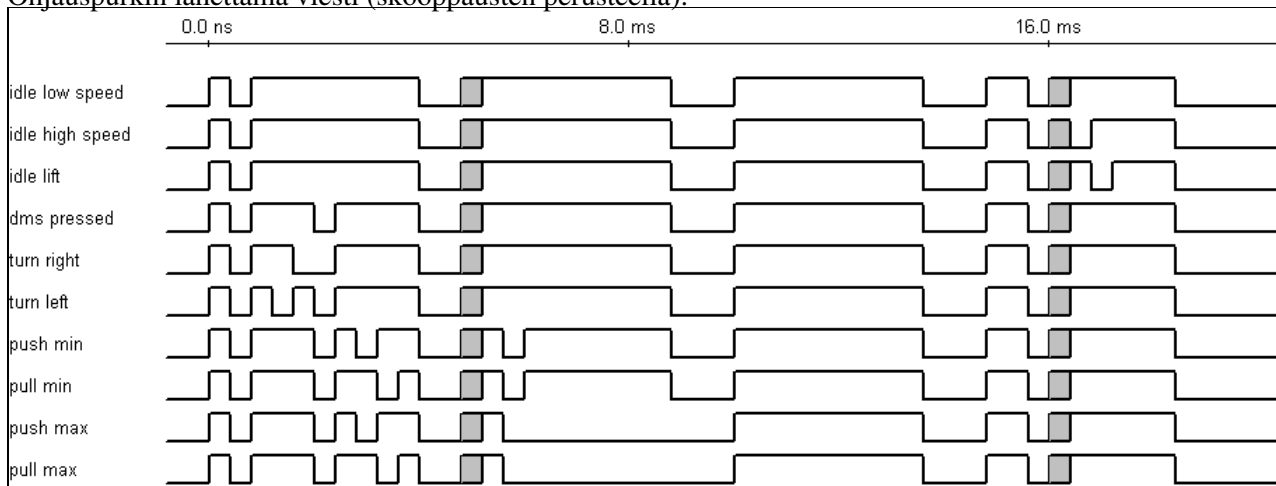 Ohjauspurkin lähettämä viesti (skooppausten perusteella):
0.0 ns 8.0 ms 16.0 ms
idle low speed
idle high speed
idle lift
dms pressed
turn right
turn left
push min
pull min
push max
pull max